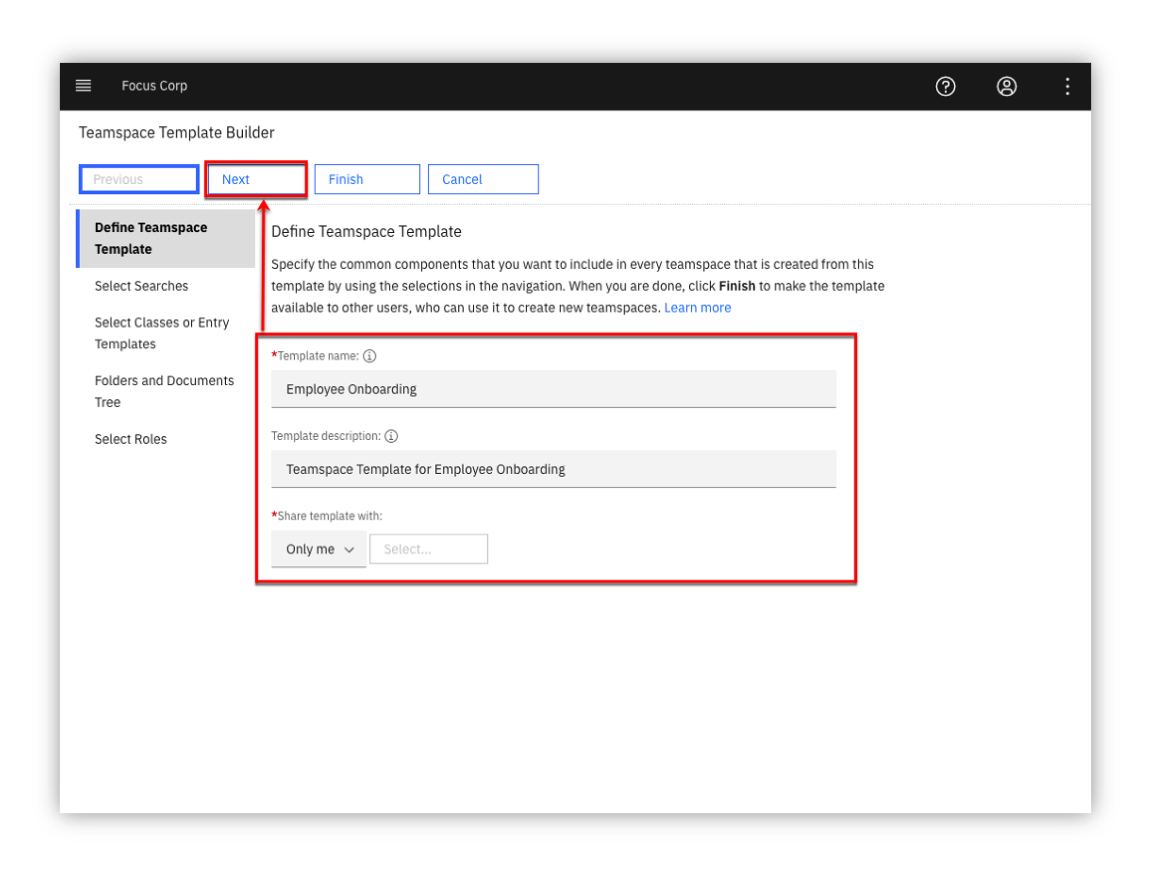 Focus Corp
Teamspace Template Builder
Previous
Next
Finish
Cancel
Define Teamspace
Template
Select Searches
Select Classes or Entry
Templates
Folders and Documents
Tree
Select Roles
Define Teamspace Template
Specify the common components that you want to include in every teamspace that is created from this
template by using the selections in the navigation. When you are done, click Finish to make the template
available to other users, who can use it to create new teamspaces. Learn more
*Template name:
Employee Onboarding
Template description:
Teamspace Template for Employee Onboarding
*Share template with:
Only me
Select...